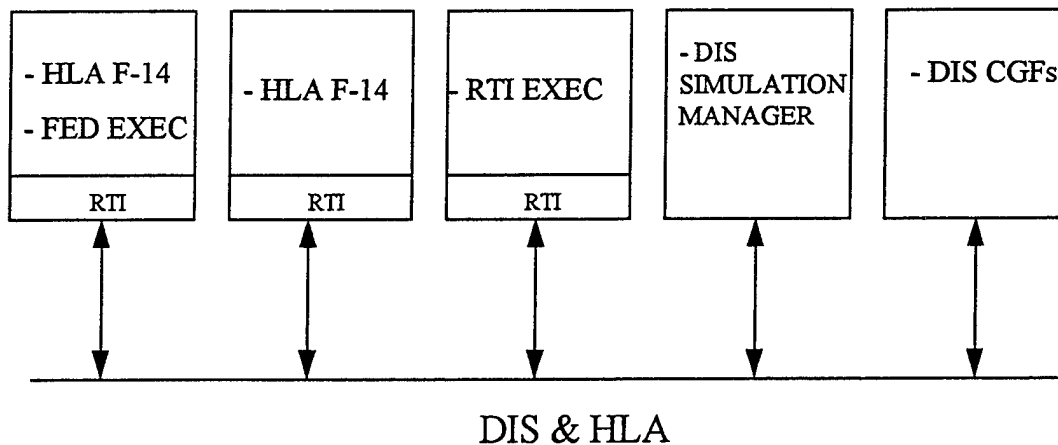 - HLA F-14
- FED EXEC
RTI
- HLA F-14
RTI
- RTI EXEC
RTI
- DIS
SIMULATION
MANAGER
- DIS CGFs
DIS & HLA